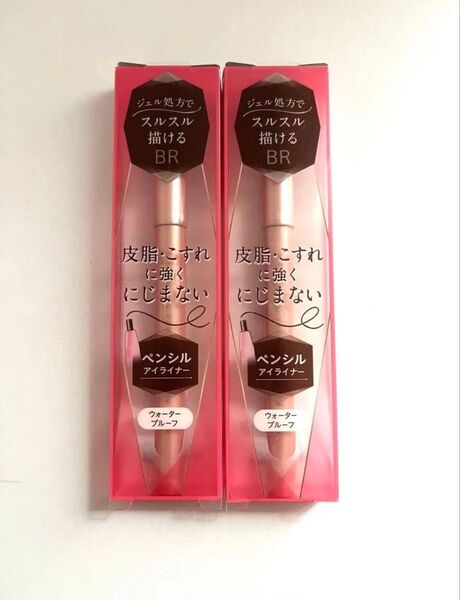 ジェル処方で
スルスル
描ける
BR
皮脂・こすれ
に強く
にじまない
ペンシル
アイライナー
ウォーター
プルーフ
ジェル処方で
スルスル
描ける
BR
皮脂・こすれ
に強く
にじまない
ペンシル
アイライナー
ウォーター
プルーフ